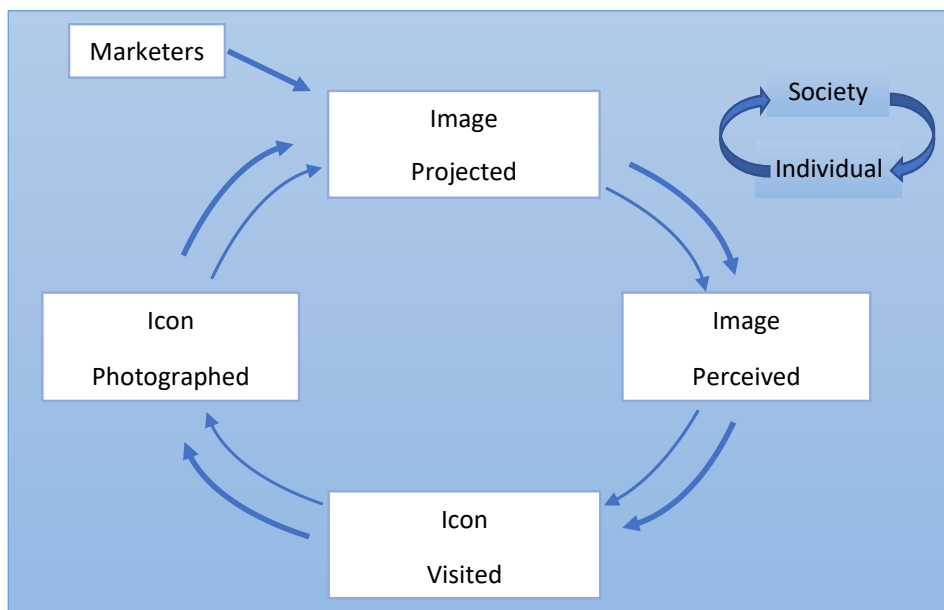 Marketers
Image
Projected
Society
Individual
Icon
Photographed
Image
Perceived
Icon
Visited